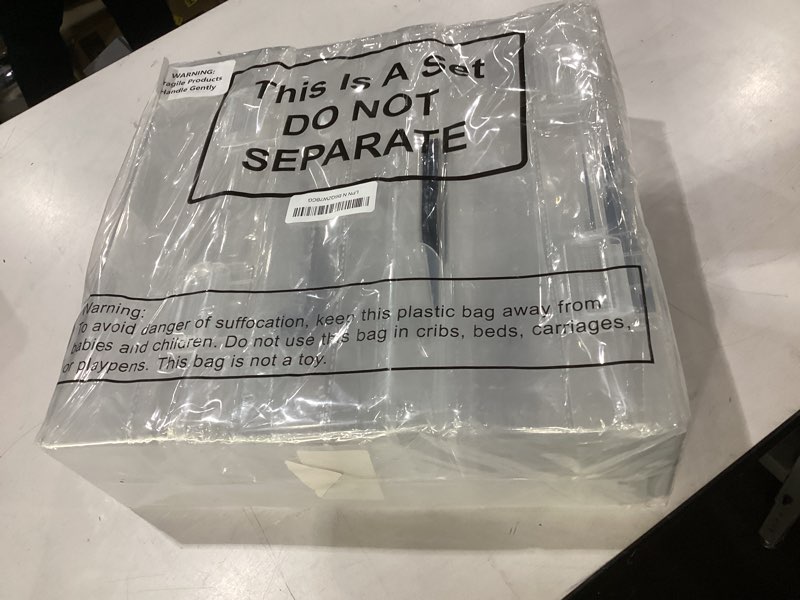 WARNING:
Fragile Products
Handle Gently
This Is A Set
DO NOT
SEPARATE
Warning:
To avoid danger of suffocation, keep this plastic bag away from
babies and children. Do not use this bag in cribs, beds, carriages,
or playpens. This bag is not a toy.